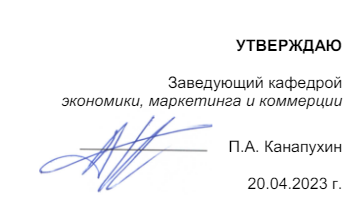 УТВЕРЖДАЮ
Заведующий кафедрой
экономики, маркетинга и коммерции
П.А. Канапухин
20.04.2023 г.